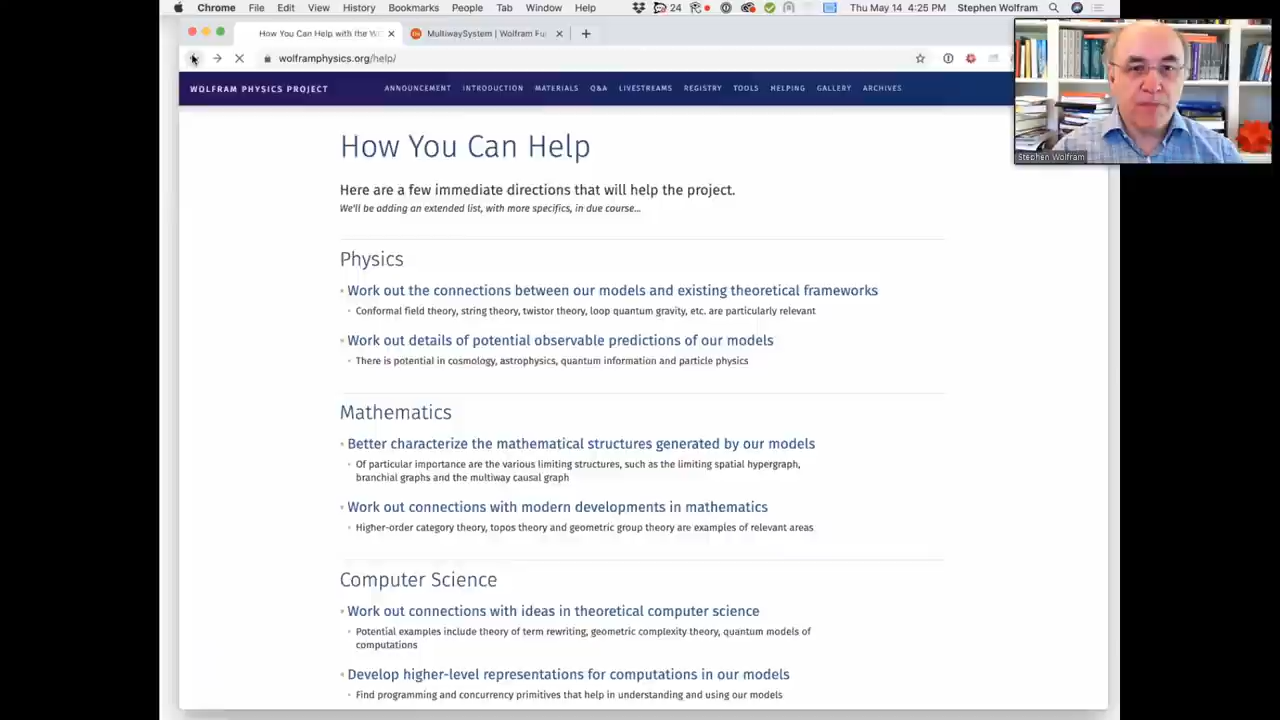 Chrome File Edit View History Bookmarks People Tab Window Help 24 Thu May 14 4:25 PM Stephen Wolfram
How You Can Help with the W MultiwaySystem | Wolfram Fu
wolframphysics.org/help/
WOLFRAM PHYSICS PROJECT ANNOUNCEMENT INTRODUCTION MATERIALS Q&A LIVESTREAMS REGISTRY TOOLS HELPING GALLERY ARCHIVES
Stephen Wolfram
How You Can Help
Here are a few immediate directions that will help the project.
We'll be adding an extended list, with more specifics, in due course...
Physics
Work out the connections between our models and existing theoretical frameworks
Conformal field theory, string theory, twistor theory, loop quantum gravity, etc. are particularly relevant
Work out details of potential observable predictions of our models
There is potential in cosmology, astrophysics, quantum information and particle physics
Mathematics
Better characterize the mathematical structures generated by our models
Of particular importance are the various limiting structures, such as the limiting spatial hypergraph,
branchial graphs and the multiway causal graph
Work out connections with modern developments in mathematics
Higher-order category theory, topos theory and geometric group theory are examples of relevant areas
Computer Science
Work out connections with ideas in theoretical computer science
Potential examples include theory of term rewriting, geometric complexity theory, quantum models of
computations
Develop higher-level representations for computations in our models
Find programming and concurrency primitives that help in understanding and using our models